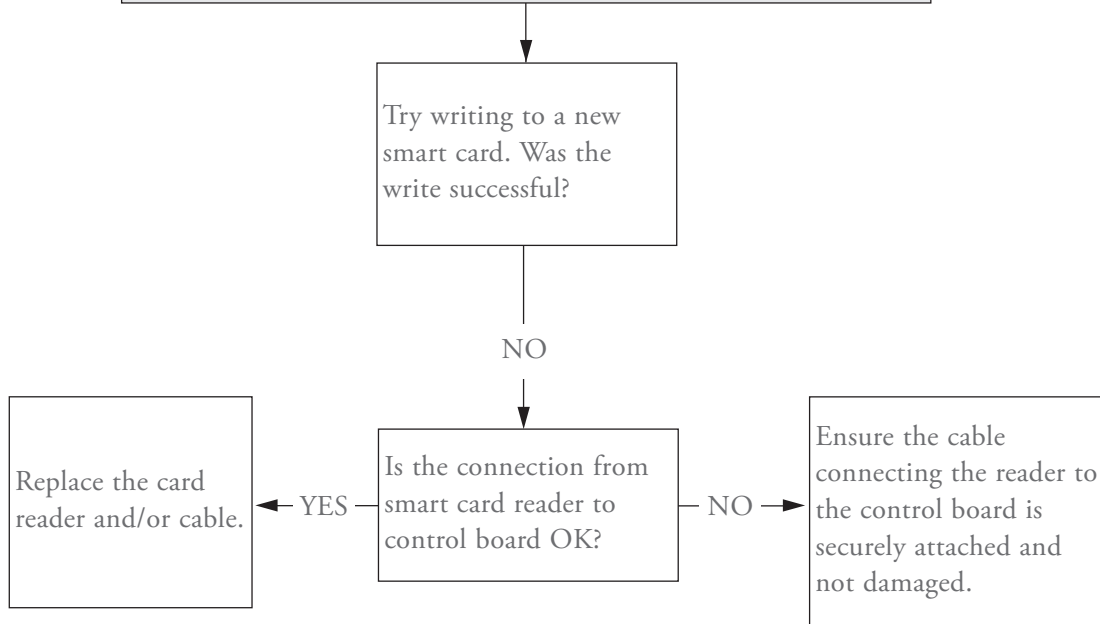 Try writing to a new
smart card. Was the
write successful?
NO
Replace the card
reader and/or cable.
YES
Is the connection from
smart card reader to
control board OK?
NO
Ensure the cable
connecting the reader to
the control board is
securely attached and
not damaged.